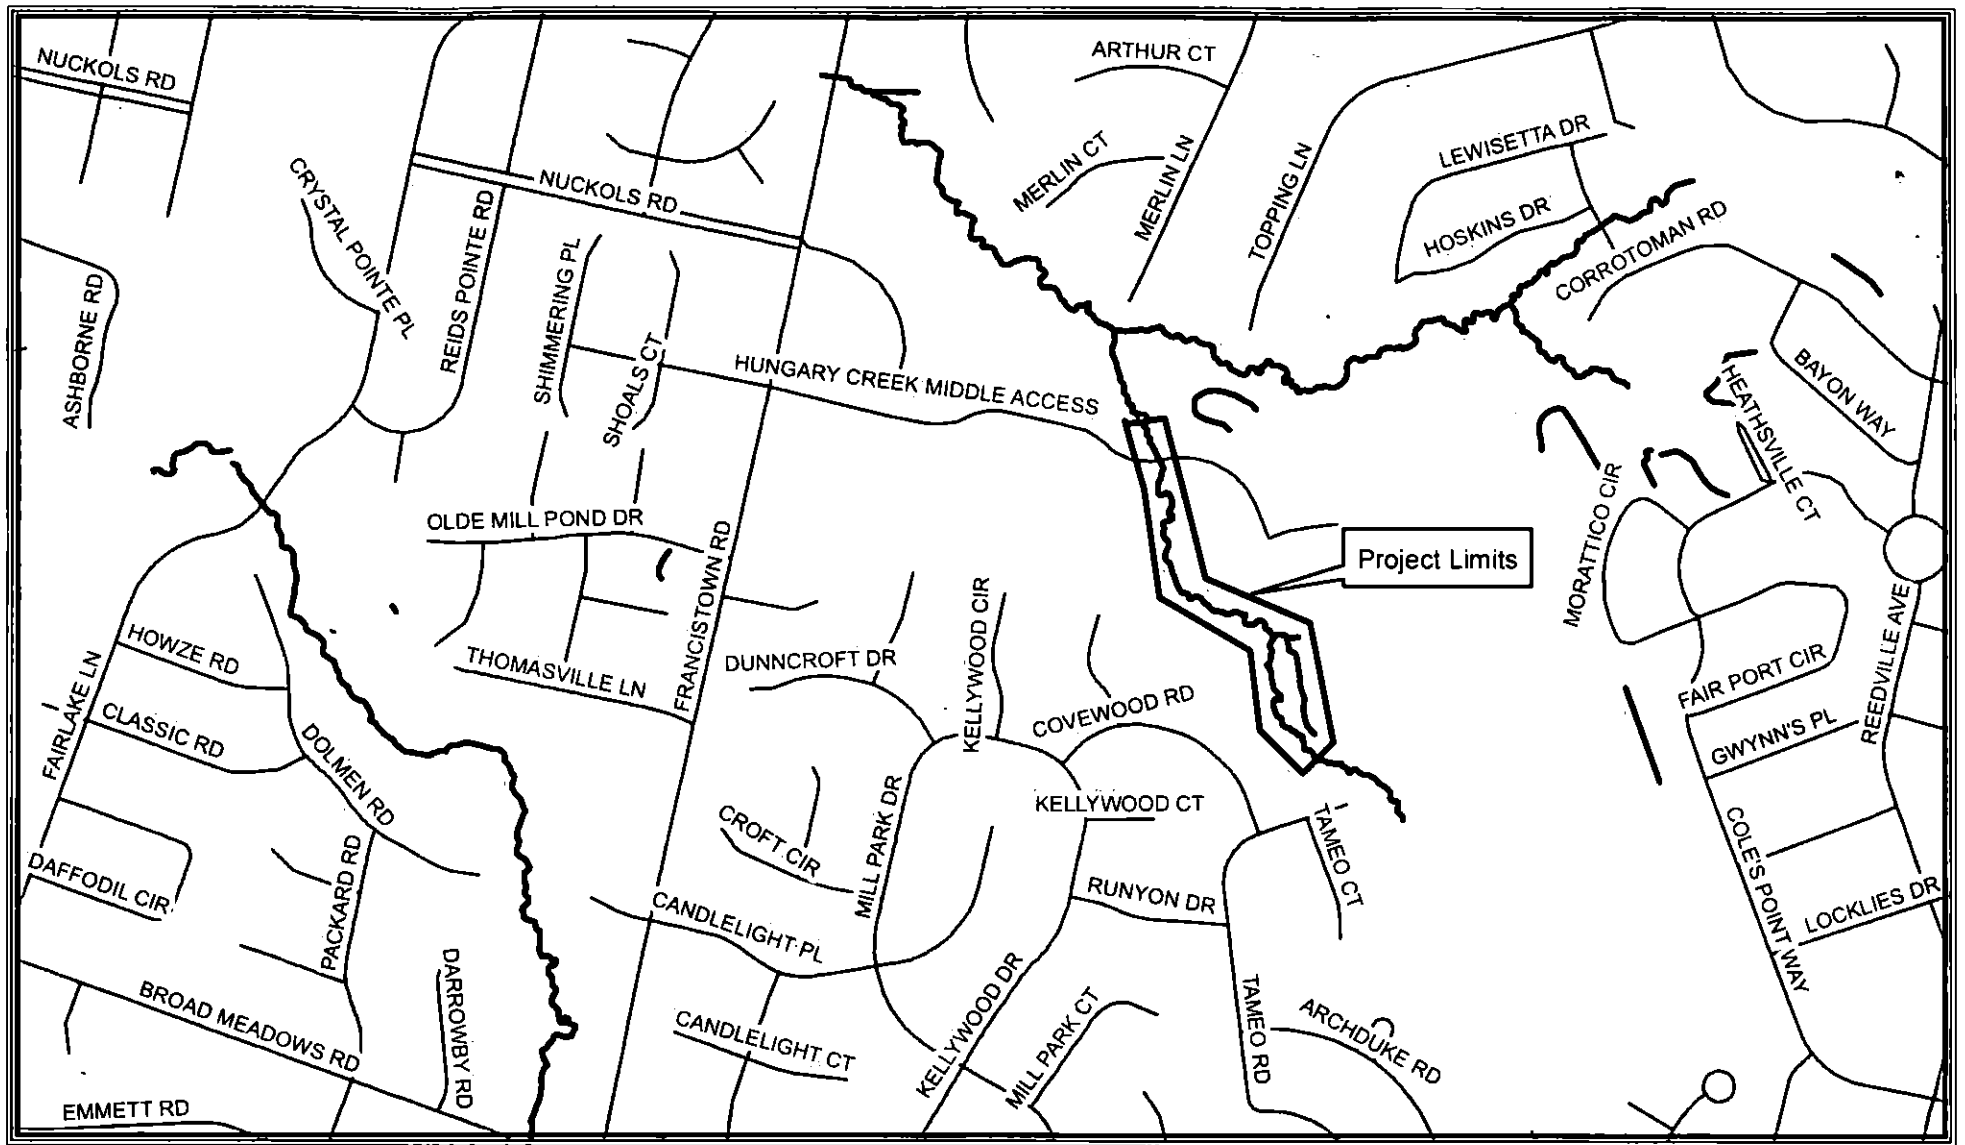 NUCKOLS RD
ARTHUR CT
LEWISETTA DR
MERLIN CT
MERLIN LN
TOPPING LN
CRYSTAL POINTE PL
NUCKOLS RD
REIDS POINTE RD
HOSKINS DR
CORROTOMAN RD
ASHBORNE RD
SHIMMERING PL
SHOALS CT
HUNGARY CREEK MIDDLE ACCESS
BAYON WAY
HEATHSVILLE CT
MORATTICO CIR
OLDE MILL POND DR
Project Limits
FRANCISTOWN RD
KELLYWOOD CIR
HOWZE RD
THOMASVILLE LN
DUNNCROFT DR
FAIR PORT CIR
REEDVILLE AVE
FAIRLAKE LN
CLASSIC RD
DOLMEN RD
COVEWOOD RD
GWYNN'S PL
KELLYWOOD CT
CROFT CIR
MILL PARK DR
TAMEO CT
COLE'S POINT WAY
DAFFODIL CIR
PACKARD RD
CANDLELIGHT PL
RUNYON DR
LOCKLIES DR
BROAD MEADOWS RD
DARROWBY RD
CANDLELIGHT CT
KELLYWOOD DR
MILL PARK CT
TAMEO RD
ARCHDUKE RD
EMMETT RD